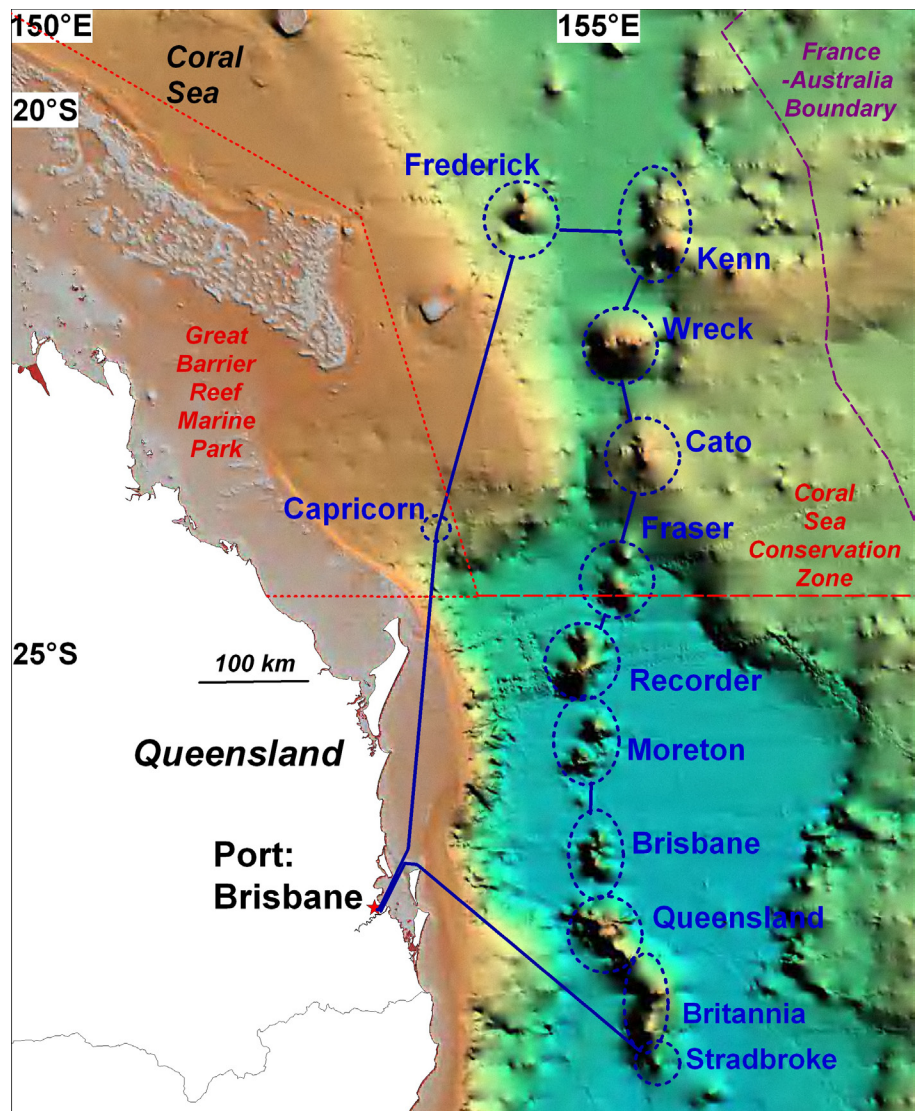 150°E
155°E
Coral
Sea
France
-Australia
Boundary
20°S
Frederick
Kenn
Wreck
Great
Barrier
Reef
Marine
Park
Cato
Capricorn
Fraser
Coral
Sea
Conservation
Zone
25°S
100 km
Recorder
Queensland
Moreton
Port:
Brisbane
Brisbane
Queensland
Britannia
Stradbroke